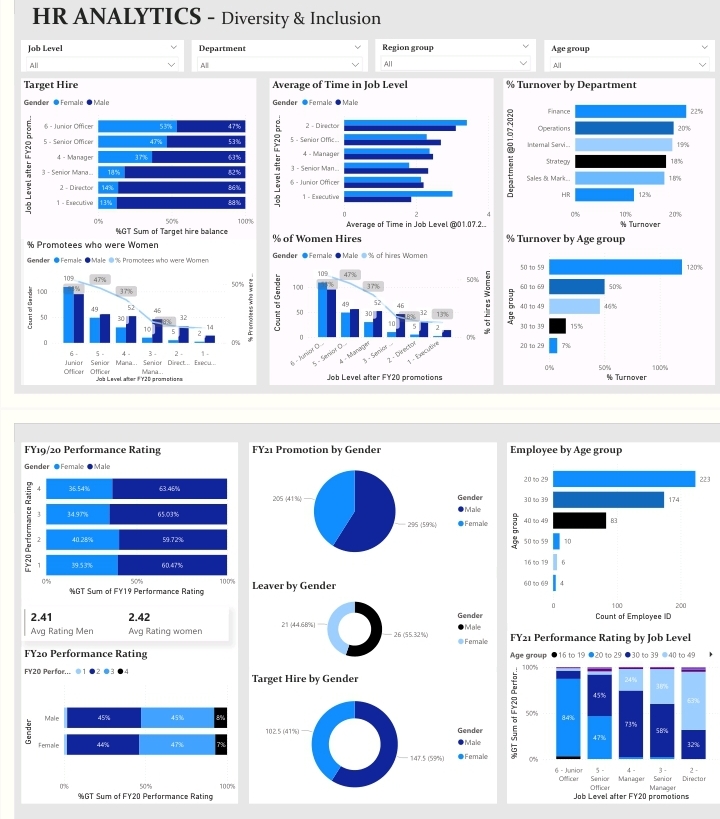 HR ANALYTICS - Diversity & Inclusion
Job Level
All
Department
All
Region group
All
Age group
All
Target Hire
Gender Female Male
Job Level after FY20 prom...
6 - Junior Officer 53% 47%
5 - Senior Officer 47% 53%
4 - Manager 37% 63%
3 - Senior Mana... 18% 82%
2 - Director 14% 86%
1 - Executive 13% 88%
0% 50% 100%
%GT Sum of Target hire balance
Average of Time in Job Level
Gender Female Male
Job Level after FY20 pro...
2 - Director
5 - Senior Offic...
4 - Manager
3 - Senior Man...
6 - Junior Officer
1 - Executive
0 2 4
Average of Time in Job Level @01.07.2...
% Turnover by Department
Department @01.07.2020
Finance 22%
Operations 20%
Internal Servi... 19%
Strategy 18%
Sales & Mark... 18%
HR 12%
0% 10% 20%
% Turnover
% Promotees who were Women
Gender Female Male % Promotees who were Women
Count of Gender
% Promotees who were...
109 47%
49 37%
30 52
10 46
5 32
2 14
100
50
0
50%
0%
6 - Junior Officer
5 - Senior Officer
4 - Mana...
3 - Senior Mana...
2 - Direct...
1 - Execu...
Job Level after FY20 promotions
% of Women Hires
Gender Female Male % of hires Women
Count of Gender
% of hires Women
109 47%
49 37%
30 52
10 46
5 32 13%
2
100
50
0
50%
0%
6 - Junior O...
5 - Senior O...
4 - Manager
3 - Senior ...
2 - Director
1 - Executive
Job Level after FY20 promotions
% Turnover by Age group
Age group
50 to 59 120%
60 to 69 50%
40 to 49 46%
30 to 39 15%
20 to 29 7%
0% 50% 100%
% Turnover
FY19/20 Performance Rating
Gender Female Male
FY20 Performance Rating
4 36.54% 63.46%
3 34.97% 65.03%
2 40.28% 59.72%
1 39.53% 60.47%
0% 50% 100%
%GT Sum of FY19 Performance Rating
2.41 2.42
Avg Rating Men Avg Rating women
FY20 Performance Rating
FY20 Perfor... 1 2 3 4
Gender
Male 45% 45% 8%
Female 44% 47% 7%
0% 50% 100%
%GT Sum of FY20 Performance Rating
FY21 Promotion by Gender
205 (41%)
295 (59%)
Gender
Male
Female
Leaver by Gender
21 (44.68%)
26 (55.32%)
Gender
Male
Female
Target Hire by Gender
102.5 (41%)
147.5 (59%)
Gender
Male
Female
Employee by Age group
Age group
20 to 29 223
30 to 39 174
40 to 49 83
50 to 59 10
16 to 19 6
60 to 69 4
0 100 200
Count of Employee ID
FY21 Performance Rating by Job Level
Age group 16 to 19 20 to 29 30 to 39 40 to 49
%GT Sum of FY20 Perfor...
100%
50%
0%
84%
45%
47%
24%
73%
38%
58%
63%
32%
6 - Junior Officer
5 - Senior Officer
4 - Manager
3 - Senior Manager
2 - Director
Job Level after FY20 promotions